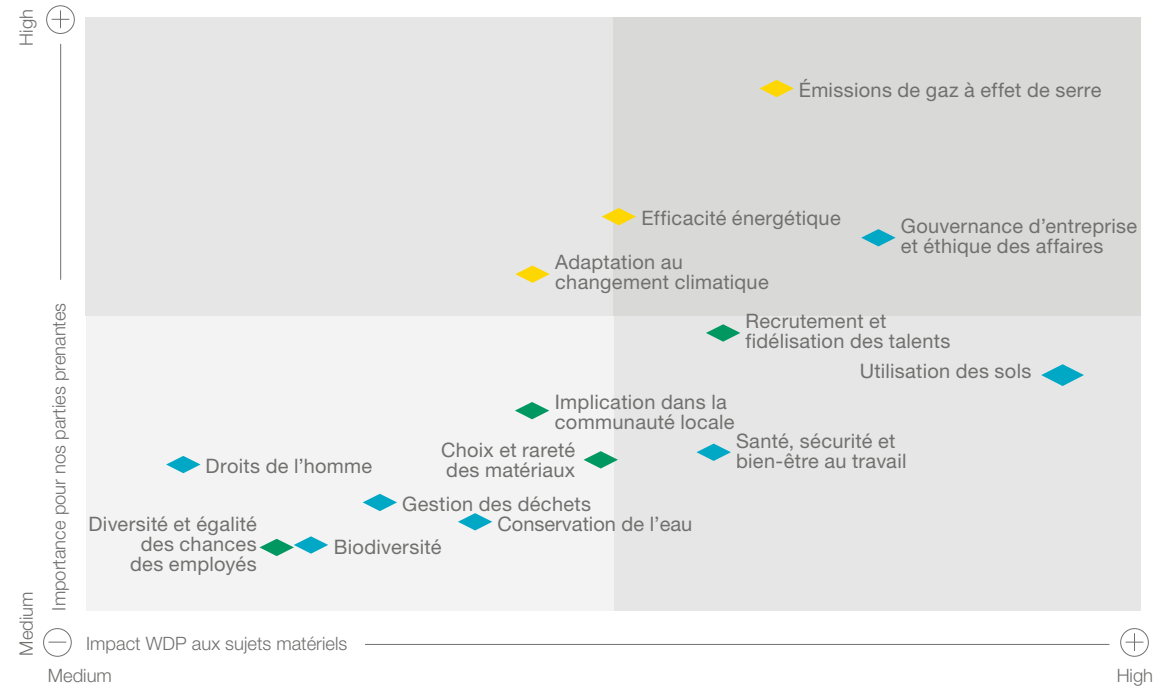 High
Émissions de gaz à effet de serre
Efficacité énergétique
Gouvernance d’entreprise
et éthique des affaires
Adaptation au
changement climatique
Recrutement et
fidélisation des talents
Utilisation des sols
Implication dans la
communauté locale
Choix et rareté
des matériaux
Santé, sécurité et
bien-être au travail
Droits de l’homme
Gestion des déchets
Conservation de l’eau
Diversité et égalité
des chances
des employés
Biodiversité
Importance pour nos parties prenantes
Medium
Impact WDP aux sujets matériels
Medium
High